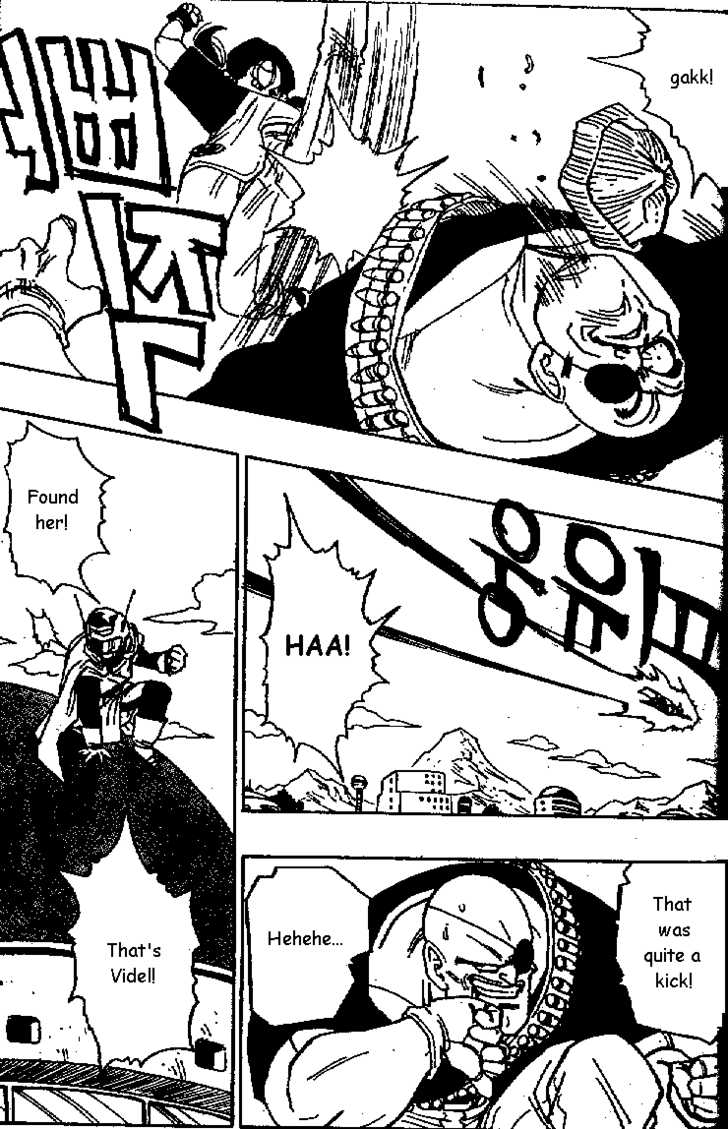 gakk!
Found
her!
HAA!
That's
Videl!
Hehehe...
That
was
quite a
kick!